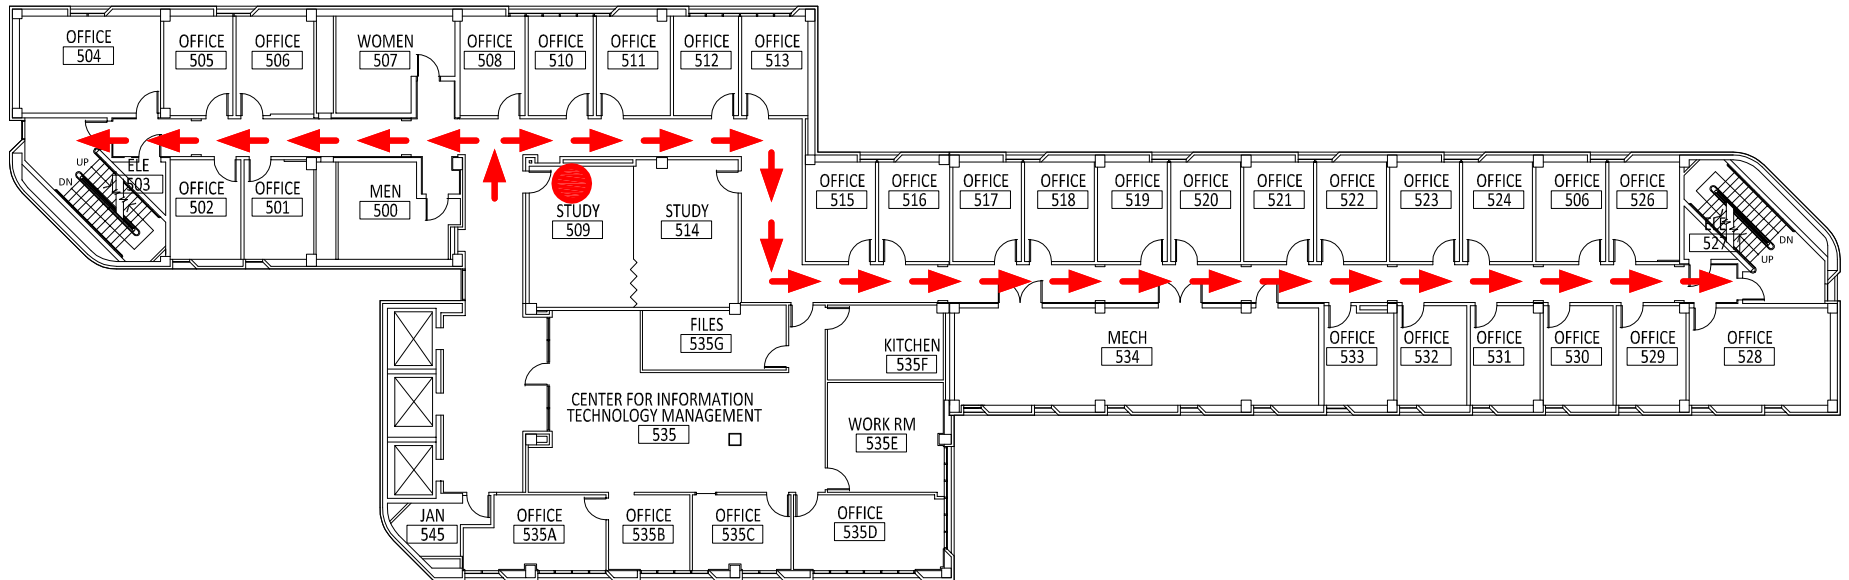 OFFICE
504
OFFICE
505
OFFICE
506
WOMEN
507
OFFICE
508
OFFICE
510
OFFICE
511
OFFICE
512
OFFICE
513
UP
DN
ELE
503
OFFICE
502
OFFICE
501
MEN
500
STUDY
509
STUDY
514
OFFICE
515
OFFICE
516
OFFICE
517
OFFICE
518
OFFICE
519
OFFICE
520
OFFICE
521
OFFICE
522
OFFICE
523
OFFICE
524
OFFICE
506
OFFICE
526
ELE
527
DN
UP
FILES
535G
KITCHEN
535F
MECH
534
OFFICE
533
OFFICE
532
OFFICE
531
OFFICE
530
OFFICE
529
OFFICE
528
CENTER FOR INFORMATION
TECHNOLOGY MANAGEMENT
535
WORK RM
535E
JAN
545
OFFICE
535A
OFFICE
535B
OFFICE
535C
OFFICE
535D